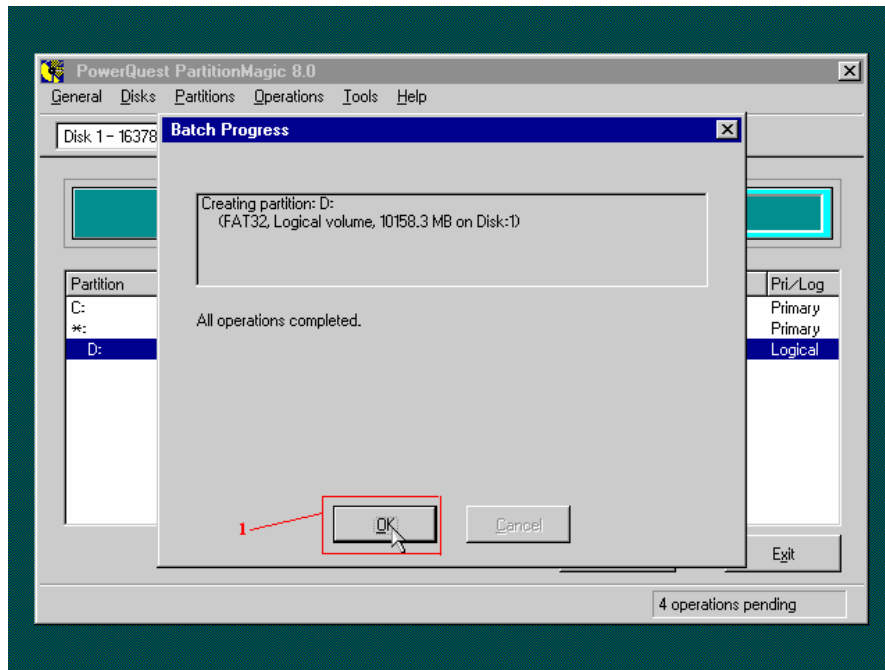 PowerQuest PartitionMagic 8.0
General Disks Partitions Operations Tools Help
Disk 1 - 16378
Batch Progress
Creating partition: D:
(FAT32, Logical volume, 10158.3 MB on Disk:1)
Partition
Pri/Log
C:
Primary
All operations completed.
*:
Primary
D:
Logical
1
OK
Cancel
Exit
4 operations pending